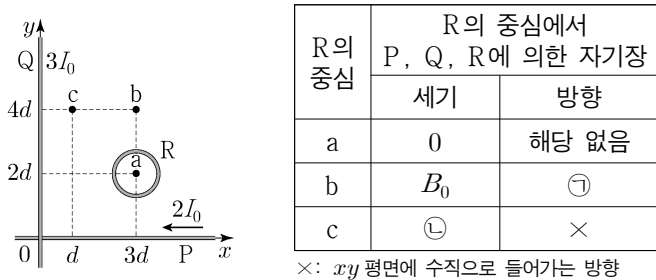 y
Q 3I₀
4d c b
R
2d a
2I₀
0 d 3d P x
R의 중심
R의 중심에서 P, Q, R에 의한 자기장
세기 방향
a 0 해당 없음
b B₀ ㉠
c ㉡ ×
×: xy 평면에 수직으로 들어가는 방향